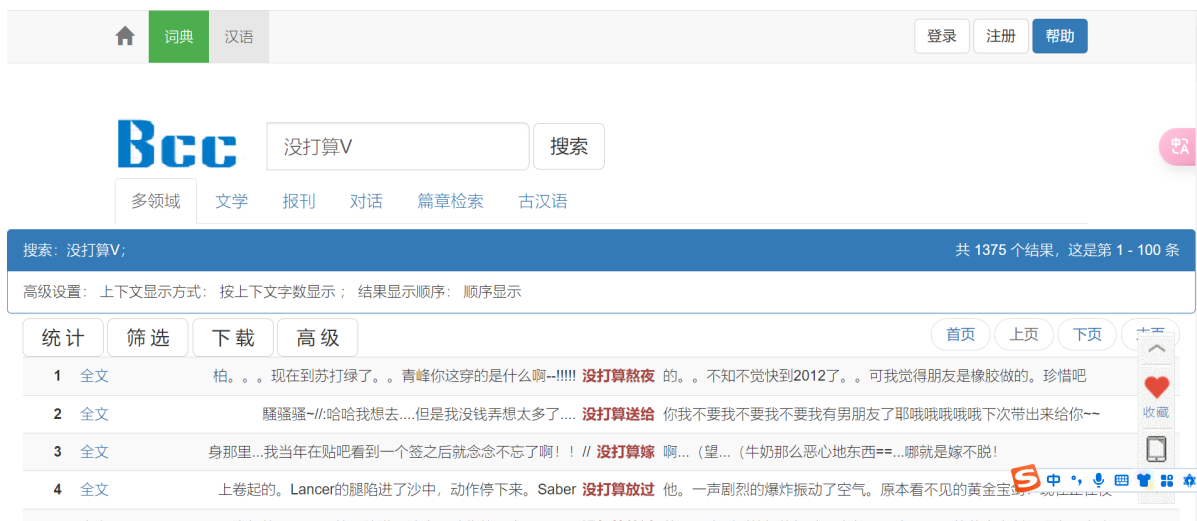 词典 汉语 登录 注册 帮助
Bcc 没打算V 搜索
多领域 文学 报刊 对话 篇章检索 古汉语
搜索：没打算V; 共 1375 个结果，这是第 1 - 100 条
高级设置： 上下文显示方式： 按上下文字数显示 ； 结果显示顺序： 顺序显示
统 计 筛 选 下 载 高 级 首页 上页 下页
1 全文 柏。。。现在到苏打绿了。。青峰你这穿的是什么啊--!!!!! 没打算熬夜 的。。不知不觉快到2012了。。可我觉得朋友是橡胶做的。珍惜吧
2 全文 騷骚骚~//:哈哈我想去....但是我没钱弄想太多了.... 没打算送给 你我不要我不要我不要我有男朋友了耶哦哦哦哦哦下次带出来给你~~
收藏
3 全文 身那里...我当年在贴吧看到一个签之后就念念不忘了啊！！// 没打算嫁 啊...（望...（牛奶那么恶心地东西==...哪就是嫁不脱！
4 全文 上卷起的。Lancer的腿陷进了沙中，动作停下来。Saber 没打算放过 他。一声剧烈的爆炸振动了空气。原本看不见的黄金宝剑
中